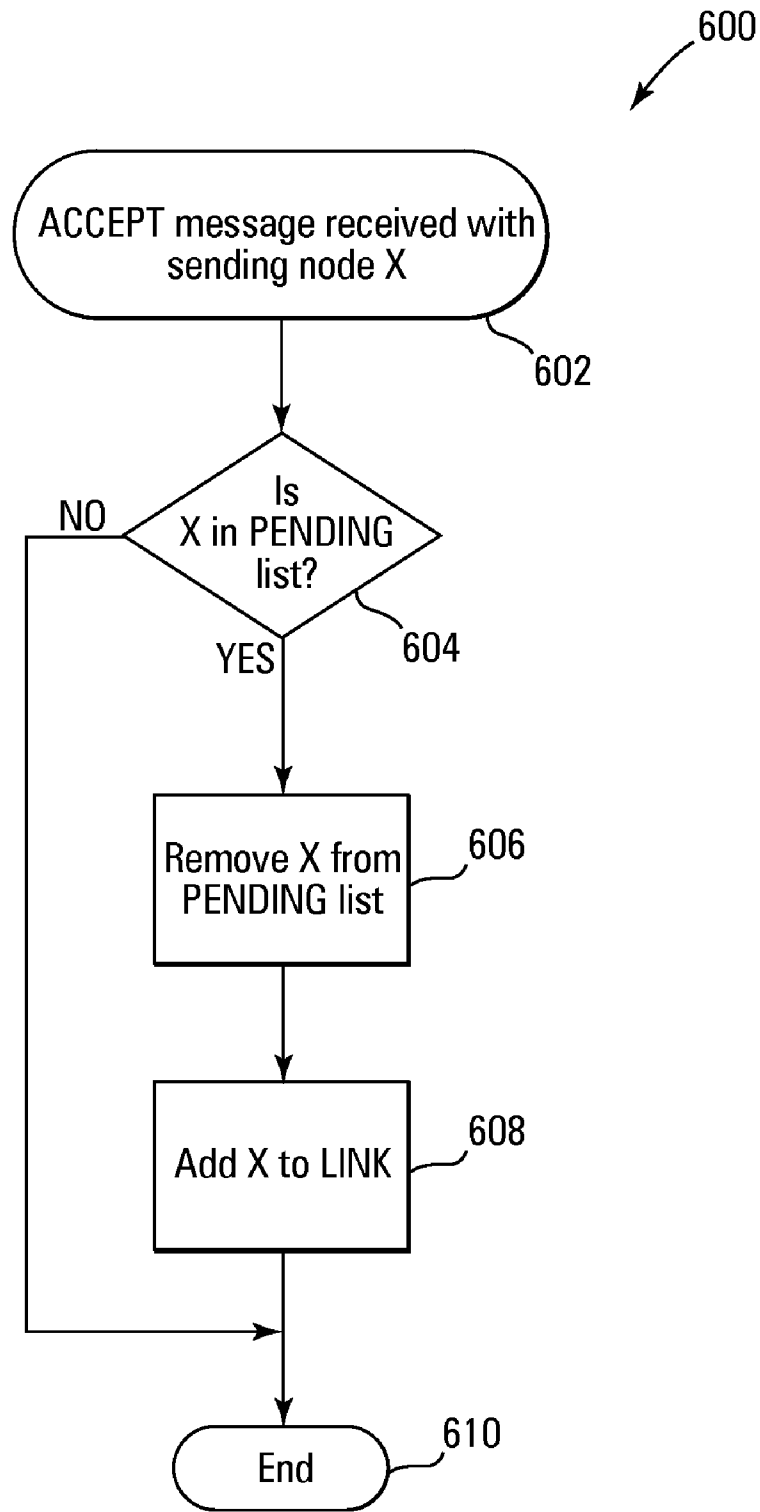 600
ACCEPT message received with
sending node X
602
Is
X in PENDING
list?
NO
604
YES
Remove X from
PENDING list
606
Add X to LINK
608
End
610